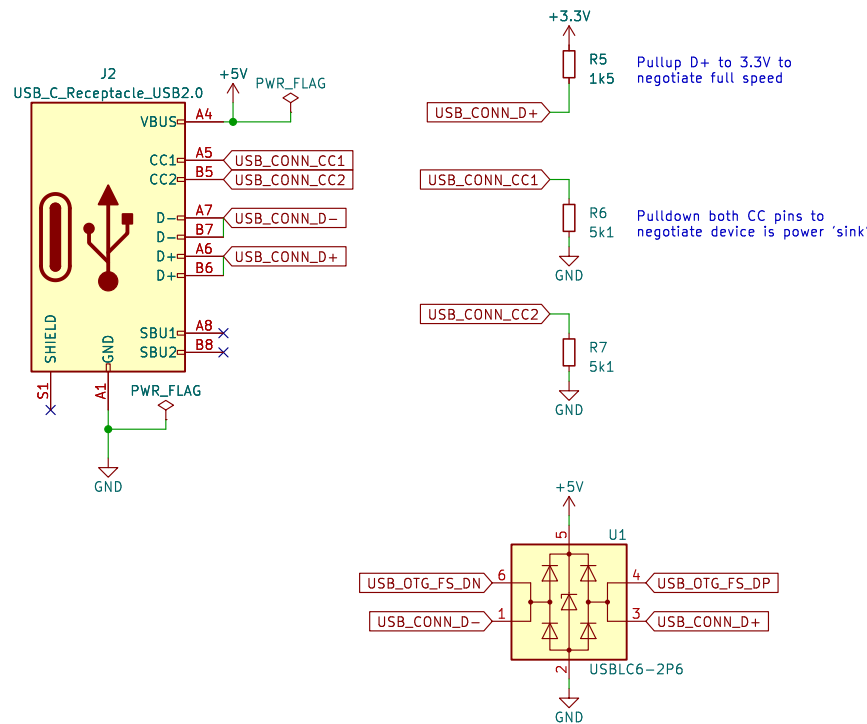 J2
USB_C_Receptacle_USB2.0
+5V
PWR_FLAG
VBUS
A4
CC1
A5
USB_CONN_CC1
CC2
B5
USB_CONN_CC2
D-
A7
USB_CONN_D-
D-
B7
D+
A6
USB_CONN_D+
D+
B6
SBU1
A8
SBU2
B8
SHIELD
GND
S1
A1
PWR_FLAG
GND
+3.3V
R5
1k5
Pullup D+ to 3.3V to
negotiate full speed
USB_CONN_D+
USB_CONN_CC1
R6
5k1
Pulldown both CC pins to
negotiate device is power 'sink'
GND
USB_CONN_CC2
R7
5k1
GND
+5V
5
U1
USB_OTG_FS_DN
6
4
USB_OTG_FS_DP
USB_CONN_D-
1
3
USB_CONN_D+
2
USBLC6-2P6
GND